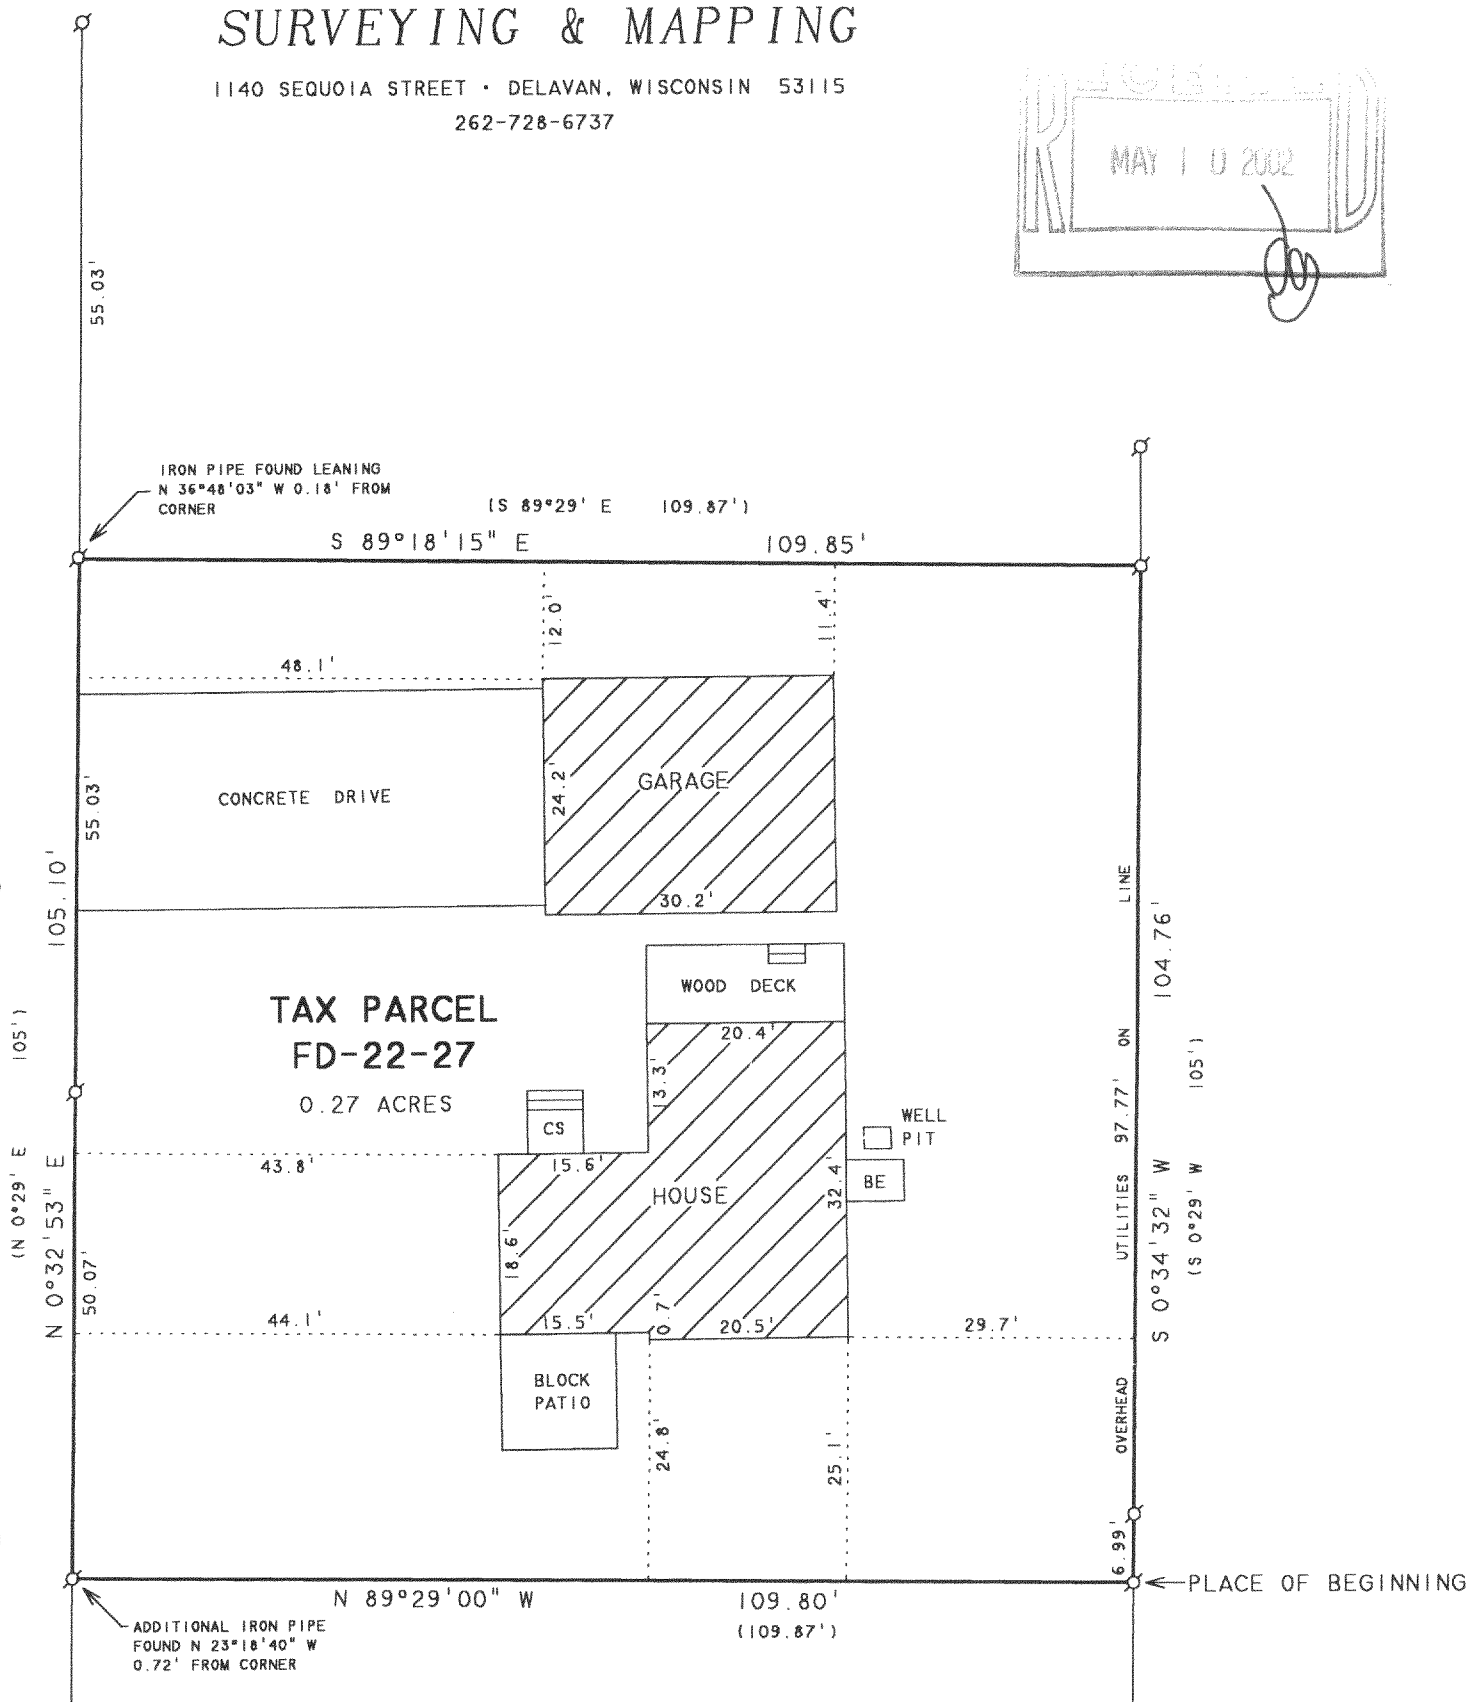 SURVEYING & MAPPING
1140 SEQUOIA STREET · DELAVAN, WISCONSIN 53115
262-728-6737
MAY 10 2002
55.03'
IRON PIPE FOUND LEANING
N 36°48'03" W 0.18' FROM
CORNER
(S 89°29' E 109.87')
S 89°18'15" E 109.85'
12.0'
11.4'
48.1'
CONCRETE DRIVE
55.03'
24.2'
GARAGE
30.2'
105.10'
N 0°32'53" E
(N 0°29' E 105')
50.07'
TAX PARCEL
FD-22-27
0.27 ACRES
WOOD DECK
20.4'
13.3'
CS
15.6'
43.8'
HOUSE
32.4'
18.6'
WELL
PIT
BE
44.1'
15.5'
0.7'
20.5'
29.7'
BLOCK
PATIO
24.8'
25.1'
OVERHEAD UTILITIES 97.77' ON LINE
S 0°34'32" W 104.76'
(S 0°29' W 105')
6.99'
PLACE OF BEGINNING
N 89°29'00" W 109.80'
(109.87')
ADDITIONAL IRON PIPE
FOUND N 23°18'40" W
0.72' FROM CORNER